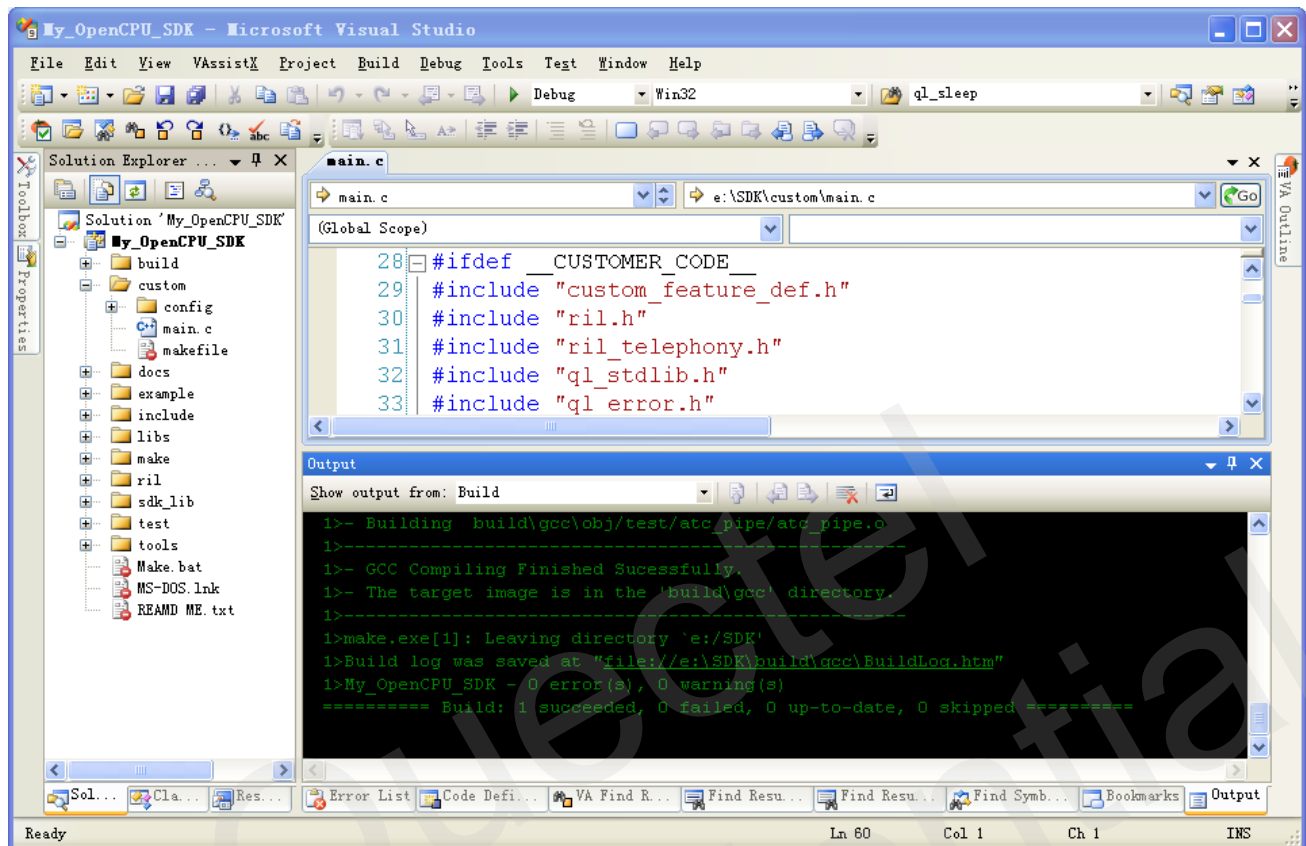 My_OpenCPU_SDK - Microsoft Visual Studio
File Edit View VAssistX Project Build Debug Tools Test Window Help
Debug Win32 ql_sleep
Solution Explorer ...
main.c
main.c e:\SDK\custom\main.c Go
(Global Scope)
Toolbox
Properties
VA Outline
Solution 'My_OpenCPU_SDK'
My_OpenCPU_SDK
build
custom
config
main.c
makefile
docs
example
include
libs
make
ril
sdk_lib
test
tools
Make.bat
MS-DOS.lnk
REAMD ME.txt
28 #ifdef __CUSTOMER_CODE__
29 #include "custom_feature_def.h"
30 #include "ril.h"
31 #include "ril_telephony.h"
32 #include "ql_stdlib.h"
33 #include "ql_error.h"
Output
Show output from: Build
1>- Building build\gcc\obj/test/atc_pipe/atc_pipe.o
1>----------------------------------------------------
1>- GCC Compiling Finished Sucessfully.
1>- The target image is in the 'build\gcc' directory.
1>----------------------------------------------------
1>make.exe[1]: Leaving directory `e:/SDK'
1>Build log was saved at "file://e:\SDK\build\gcc\BuildLog.htm"
1>My_OpenCPU_SDK - 0 error(s), 0 warning(s)
========== Build: 1 succeeded, 0 failed, 0 up-to-date, 0 skipped ==========
Sol... Cla... Res...
Error List Code Defi... VA Find R... Find Resu... Find Resu... Find Symb... Bookmarks Output
Ready Ln 60 Col 1 Ch 1 INS
Quectel